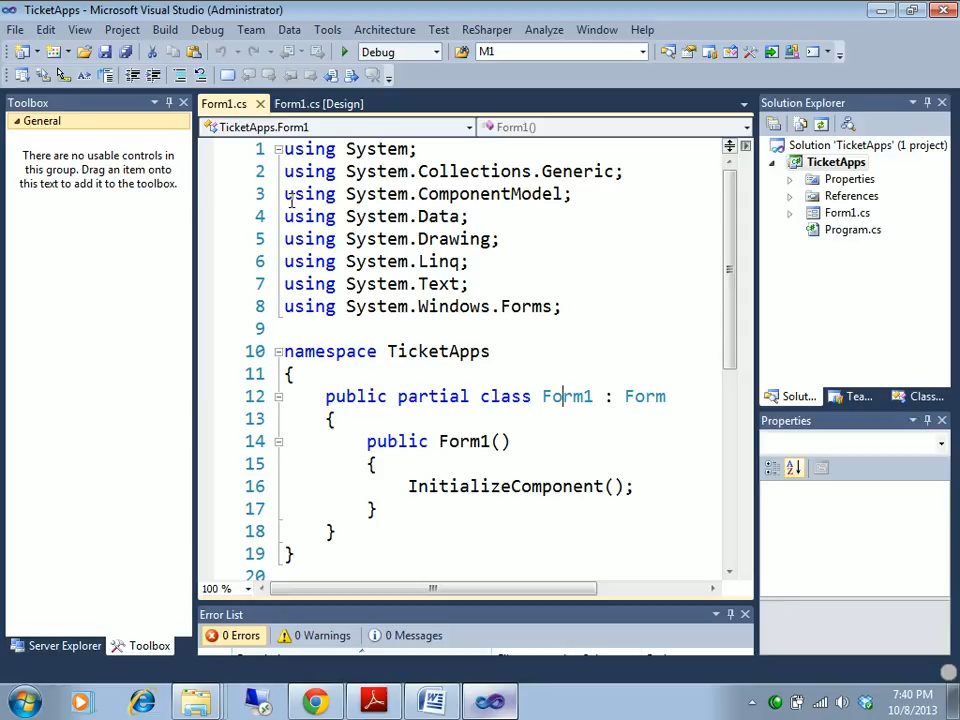 TicketApps - Microsoft Visual Studio (Administrator)
File Edit View Project Build Debug Team Data Tools Architecture Test ReSharper Analyze Window Help
Debug M1
Toolbox
General
There are no usable controls in
this group. Drag an item onto
this text to add it to the toolbox.
Server Explorer Toolbox
Form1.cs Form1.cs [Design]
TicketApps.Form1 Form1()
1 using System;
2 using System.Collections.Generic;
3 using System.ComponentModel;
4 using System.Data;
5 using System.Drawing;
6 using System.Linq;
7 using System.Text;
8 using System.Windows.Forms;
9
10 namespace TicketApps
11 {
12 public partial class Form1 : Form
13 {
14 public Form1()
15 {
16 InitializeComponent();
17 }
18 }
19 }
20
100 %
Error List
0 Errors 0 Warnings 0 Messages
Solution Explorer
Solution 'TicketApps' (1 project)
TicketApps
Properties
References
Form1.cs
Program.cs
Solut... Tea... Class...
Properties
7:40 PM
10/8/2013